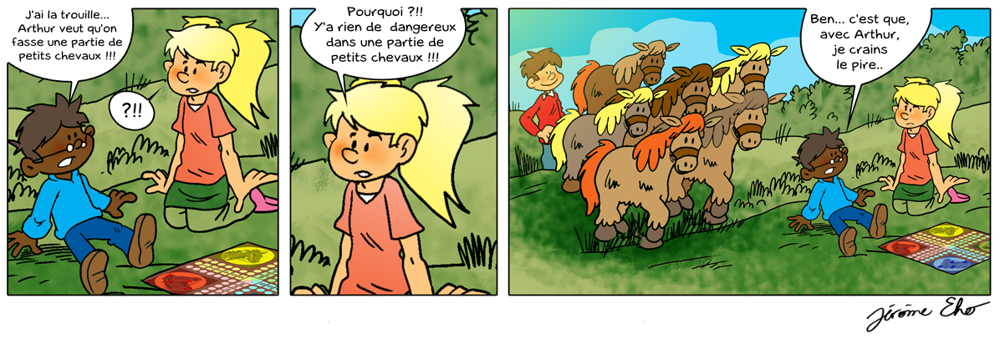 J'ai la trouille...
Arthur veut qu'on
fasse une partie de
petits chevaux !!!
?!!
Pourquoi ?!!
Y'a rien de dangereux
dans une partie de
petits chevaux !!!
Ben... c'est que,
avec Arthur,
je crains
le pire..
Jérôme Eho